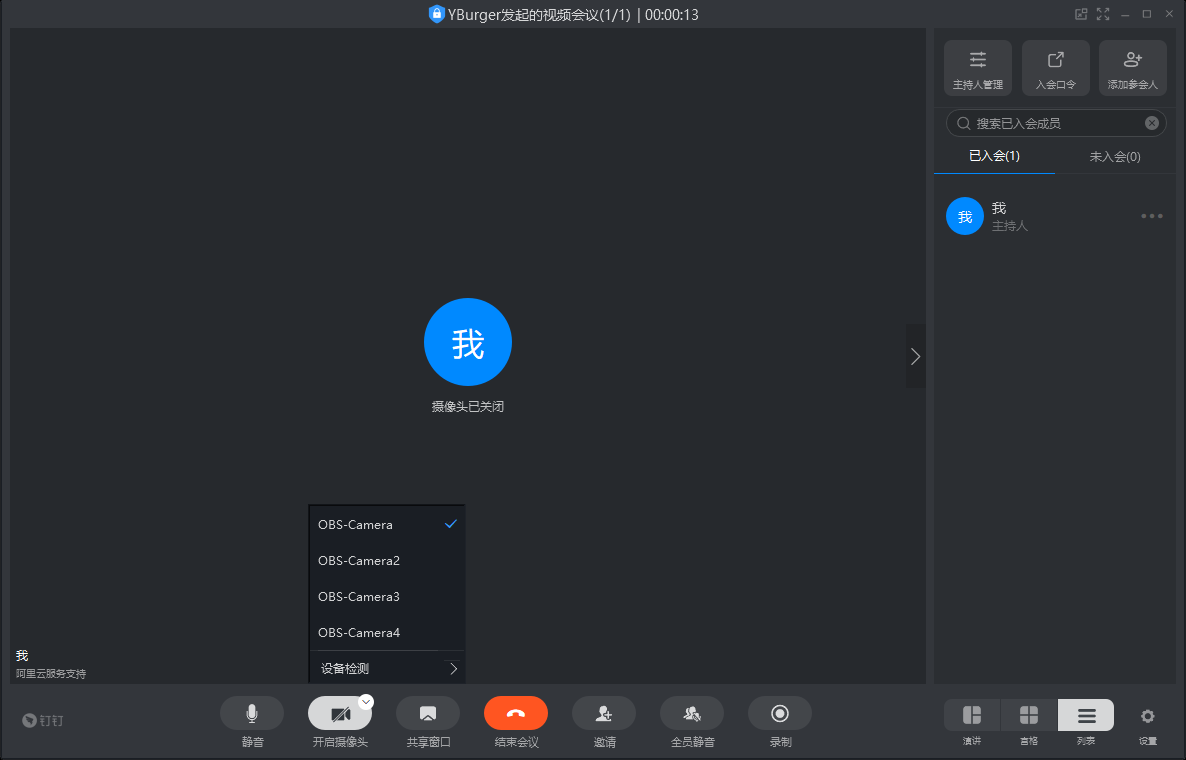 YBurger发起的视频会议(1/1) | 00:00:13
主持人管理
入会口令
添加参会人
搜索已入会成员
已入会(1)
未入会(0)
我
我
主持人
我
摄像头已关闭
OBS-Camera
OBS-Camera2
OBS-Camera3
OBS-Camera4
设备检测
我
阿里云服务支持
钉钉
静音
开启摄像头
共享窗口
结束会议
邀请
全员静音
录制
演讲
宫格
列表
设置